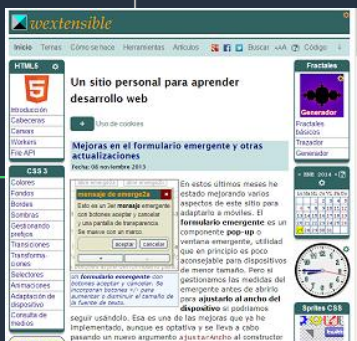 wextensible
Inicio Temas Cómo se hace Herramientas Artículos Buscar Código
HTML5
Introducción
Cabeceras
Canvas
Workers
File API
CSS 3
Colores
Fondos
Bordes
Sombras
Gestionando
prefijos
Transiciones
Transforma-
ciones
Selectores
Animaciones
Adaptación de
dispositivo
Consulta de
medios
Un sitio personal para aprender
desarrollo web
Uso de cookies
Mejoras en el formulario emergente y otras
actualizaciones
Fecha: 08 noviembre 2013
mensaje de emerge2a
Esto es un 2er mensaje emergente
con botones aceptar y cancelar
y una pantalla de transparencia.
Se mueve con un marco.
aceptar cancelar
un formulario emergente con
botones aceptar y cancelar. Se
incorporan botones +/- para
aumentar o disminuir el tamaño de
la fuente de texto.
En estos últimos meses he
estado mejorando varios
aspectos de este sitio para
adaptarlo a móviles. El
formulario emergente es un
componente pop-up o
ventana emergente, utilidad
que en principio es poco
aconsejable para dispositivos
de menor tamaño. Pero si
gestionamos las medidas del
emergente antes de abrirlo
para ajustarlo al ancho del
dispositivo si podríamos
seguir usándolo. Esa es una de las mejoras que ya he
implementado, aunque es optativa y se lleva a cabo
pasando un nuevo argumento ajustarAncho al constructor
Fractales
Generador
Fractales
básicos
Trazador
Generador
2014
Sprites CSS